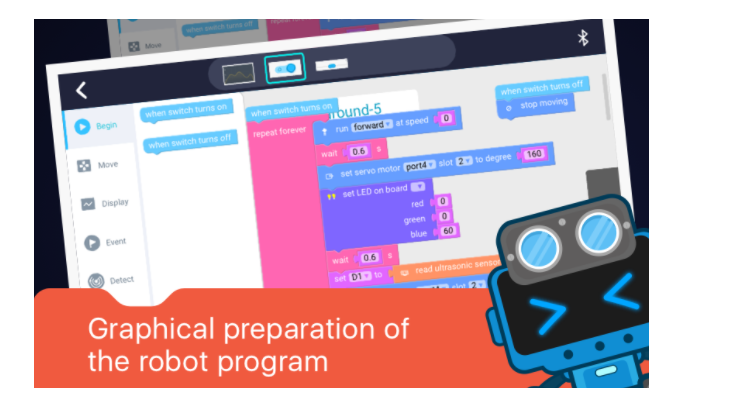 when switch turns off
Move
Begin
Move
Display
Event
Detect
when switch turns on
when switch turns off
when switch turns on
round-5
when switch turns off
stop moving
repeat forever
run forward at speed 0
wait 0.6 s
set servo motor port4 slot 2 to degree 160
set LED on board
red 0
green 0
blue 60
wait 0.6 s
set D1 to read ultrasonic sensor
slot 2
Graphical preparation of
the robot program